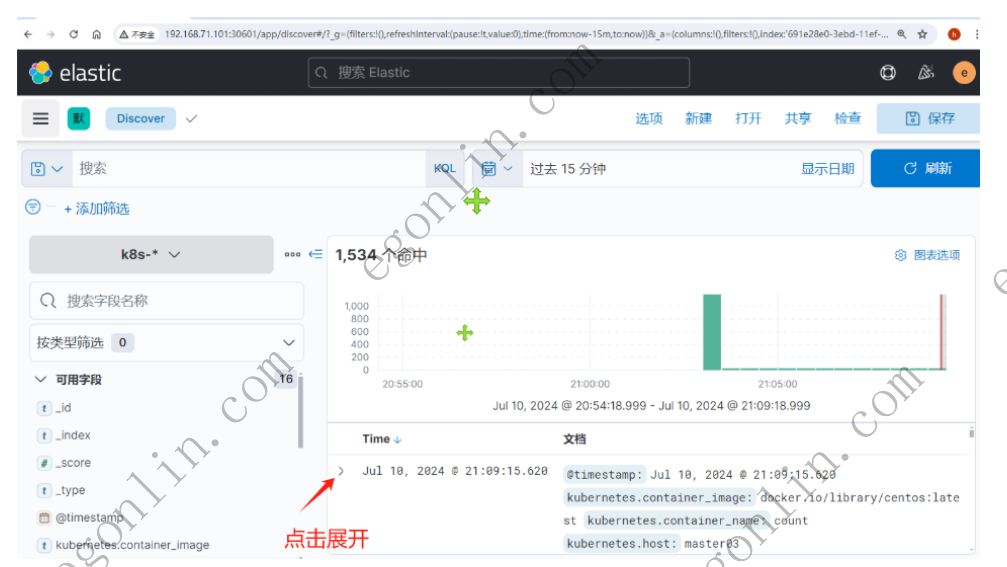 不安全 192.168.71.101:30601/app/discover#/?_g=(filters:!(),refreshInterval:(pause:!t,value:0),time:(from:now-15m,to:now))&_a=(columns:!(),filters:!(),index:'691e28e0-3ebd-11ef-... h
elastic 搜索 Elastic e
默 Discover 选项 新建 打开 共享 检查 保存
搜索 KQL 过去 15 分钟 显示日期 刷新
+ 添加筛选
k8s-* 1,534 个命中 图表选项
搜索字段名称
按类型筛选 0
可用字段 16
t _id
t _index
# _score
t _type
@timestamp
t kubernetes.container_image
1,000
800
600
400
200
0
20:55:00 21:00:00 21:05:00
Jul 10, 2024 @ 20:54:18.999 - Jul 10, 2024 @ 21:09:18.999
Time 文档
Jul 10, 2024 @ 21:09:15.620 @timestamp: Jul 10, 2024 @ 21:09:15.620
kubernetes.container_image: docker.io/library/centos:late
st kubernetes.container_name: count
kubernetes.host: master03
点击展开
egonlin.com
egonlin.com
egonlin.com